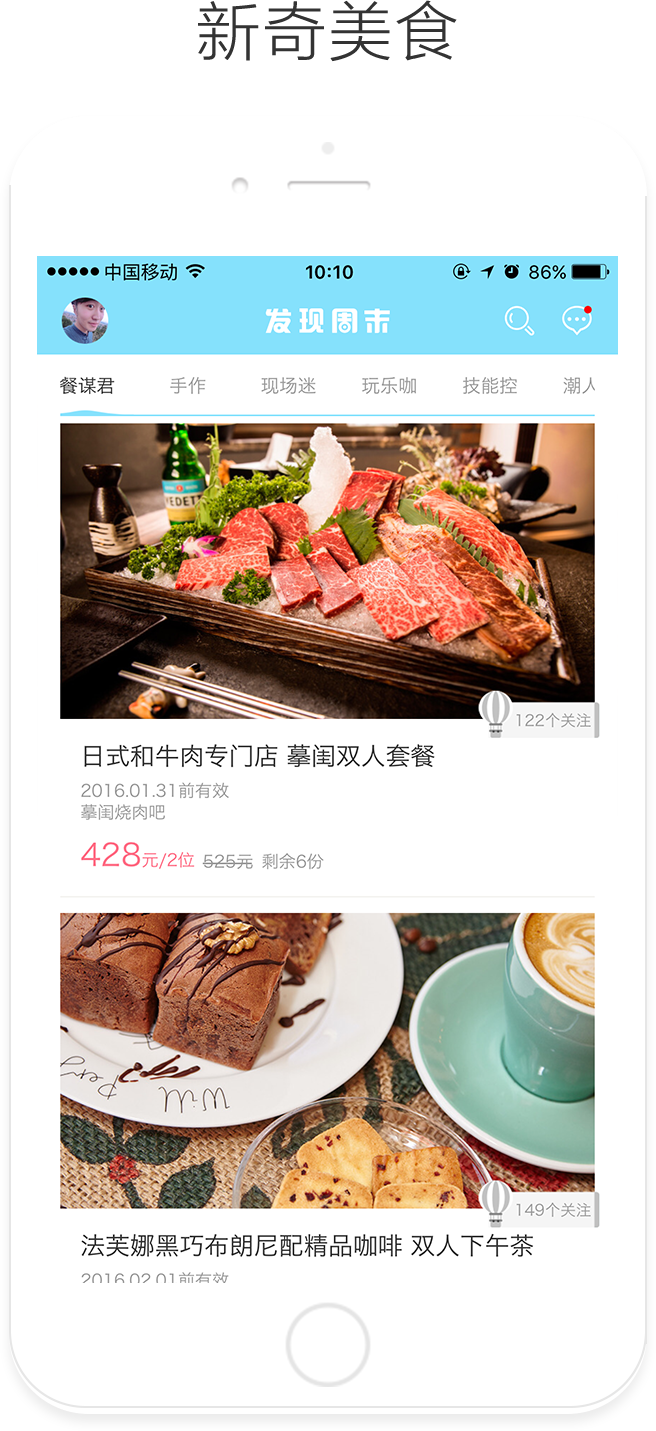 新奇美食
中国移动 10:10 86%
发现周末
餐谋君 手作 现场迷 玩乐咖 技能控 潮人
VEDETT
122个关注
日式和牛肉专门店 摹闺双人套餐
2016.01.31前有效
摹闺烧肉吧
428元/2位 525元 剩余6份
Will
149个关注
法芙娜黑巧布朗尼配精品咖啡 双人下午茶
2016.02.01前有效